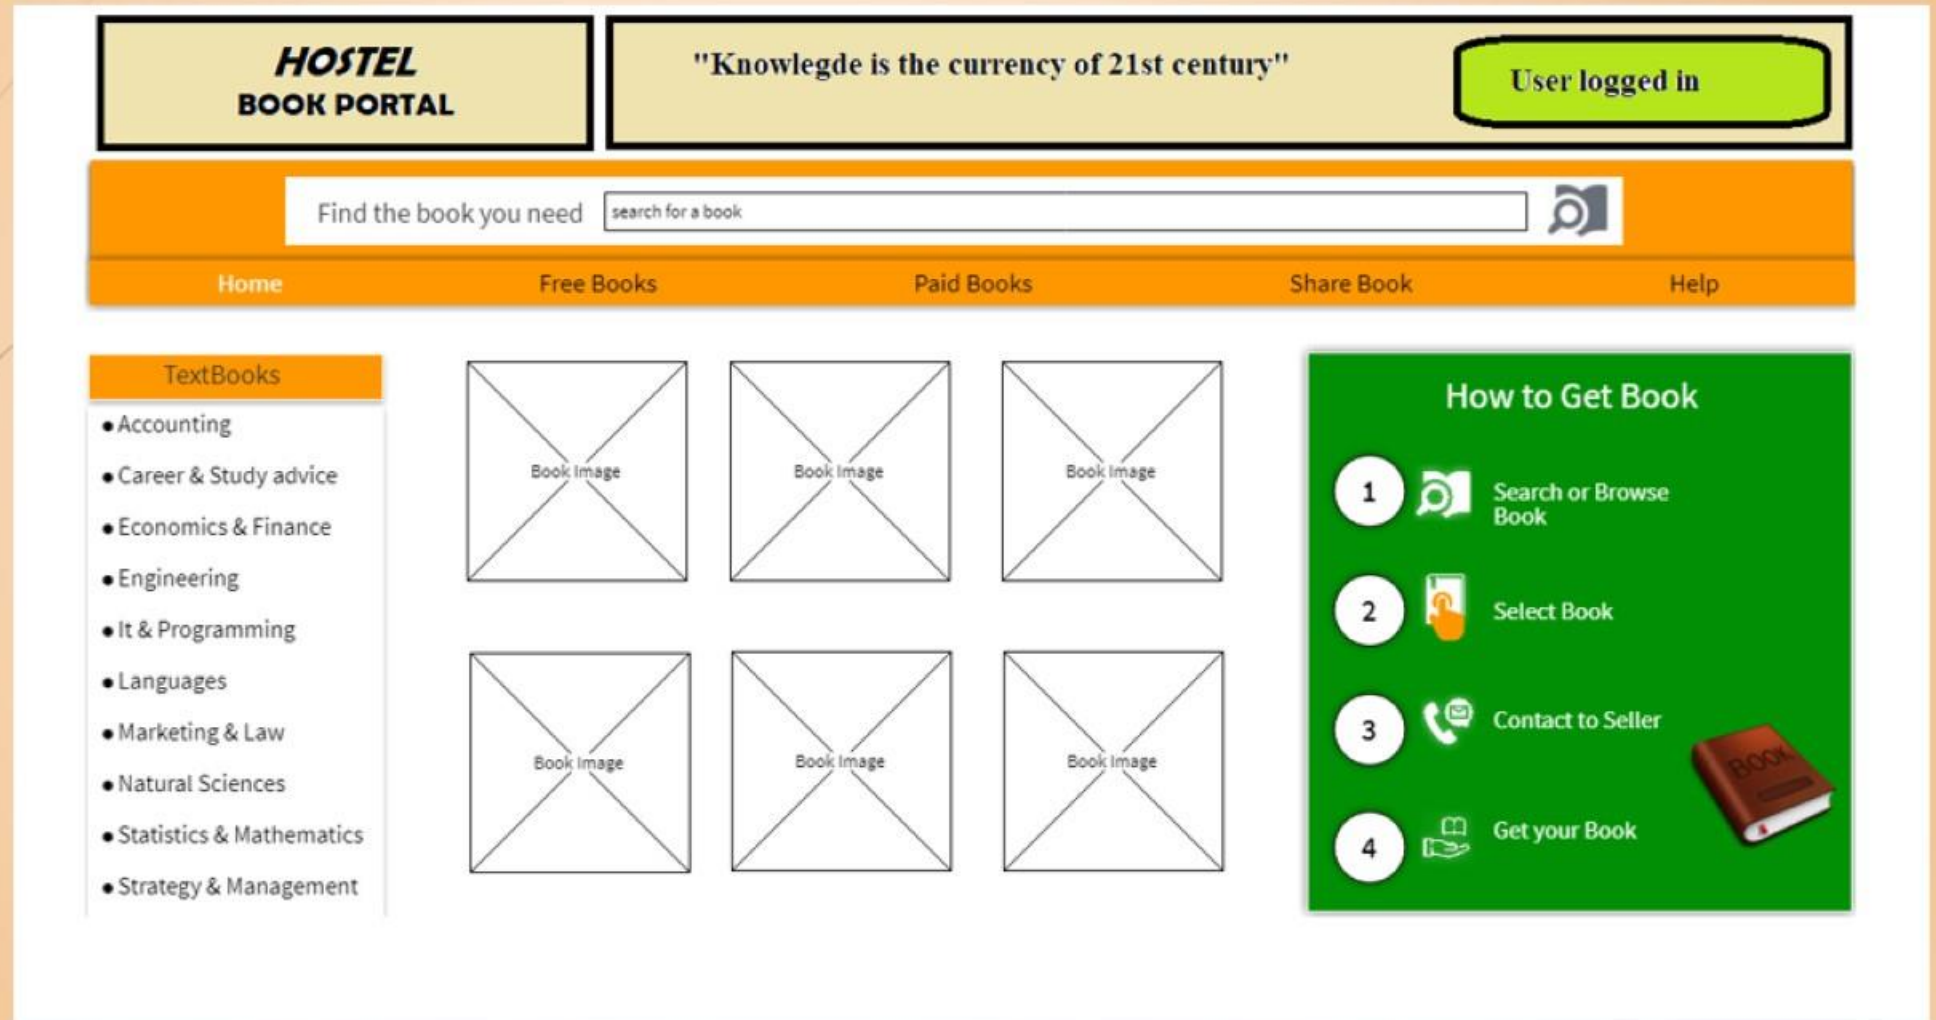 HOSTEL
BOOK PORTAL
"Knowlegde is the currency of 21st century"
User logged in
Find the book you need
search for a book
Home
Free Books
Paid Books
Share Book
Help
TextBooks
● Accounting
● Career & Study advice
● Economics & Finance
● Engineering
● It & Programming
● Languages
● Marketing & Law
● Natural Sciences
● Statistics & Mathematics
● Strategy & Management
Book Image
Book Image
Book Image
Book Image
Book Image
Book Image
How to Get Book
1
Search or Browse
Book
2
Select Book
3
Contact to Seller
4
Get your Book
BOOK